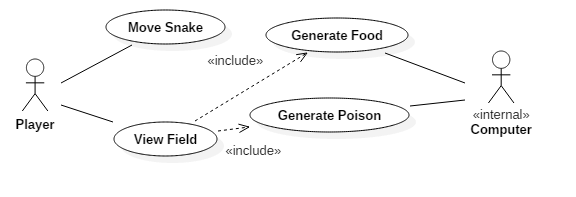 Move Snake
Generate Food
«include»
Player
Generate Poison
«internal»
Computer
View Field
«include»